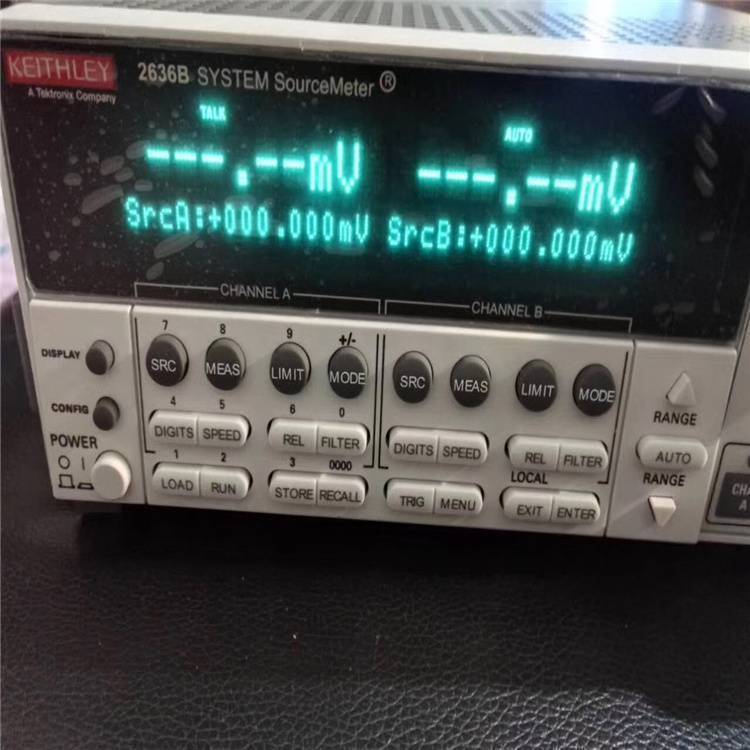 KEITHLEY
A Tektronix Company
2636B SYSTEM SourceMeter®
TALK
AUTO
---.--mV
---.--mV
SrcA:+000.000mV
SrcB:+000.000mV
CHANNEL A
CHANNEL B
DISPLAY
CONFIG
POWER
O I
7 8 9 +/-
SRC MEAS LIMIT MODE
4 5 6 0
DIGITS SPEED REL FILTER
1 2 3 0000
LOAD RUN STORE RECALL
SRC MEAS LIMIT MODE
DIGITS SPEED REL FILTER
LOCAL
TRIG MENU EXIT ENTER
RANGE
AUTO
RANGE
A